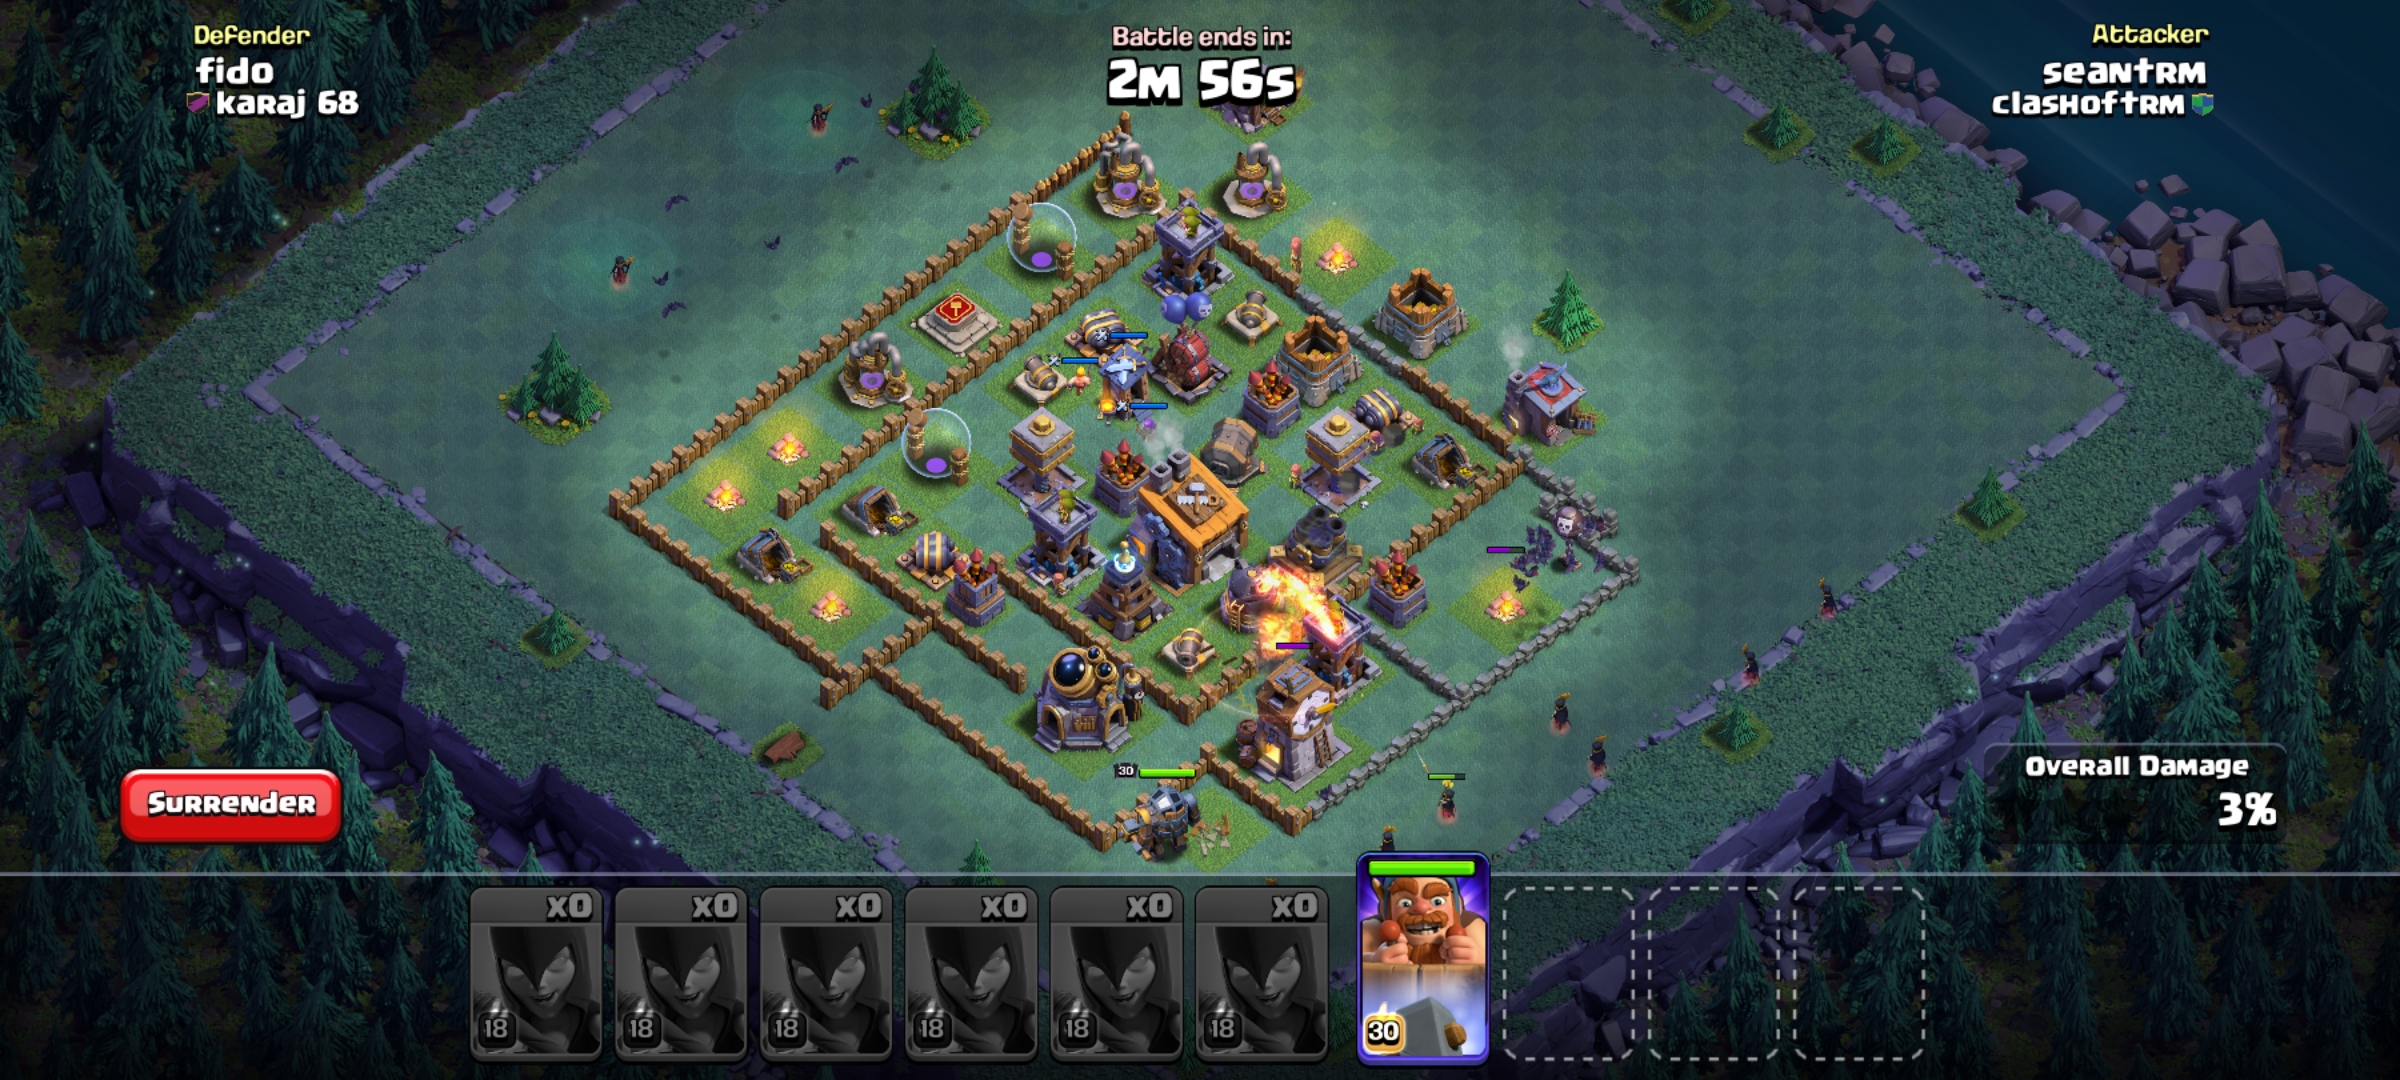 Defender
fido
karaj 68
Battle ends in:
2M 56s
Attacker
seantRM
clashoftRM
30
Surrender
Overall Damage
3%
x0
x0
x0
x0
x0
x0
18
18
18
18
18
18
30